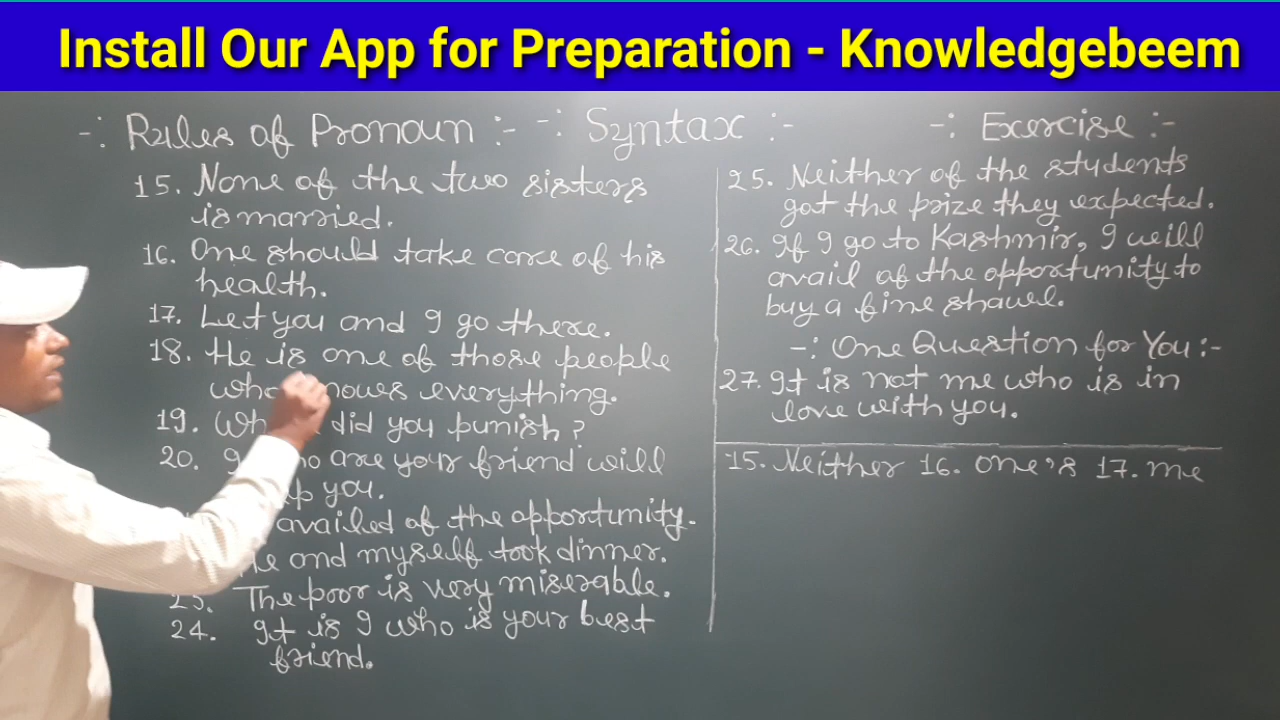 Install Our App for Preparation - Knowledgebeem
-: Rules of Pronoun :- -: Syntax :- -: Exercise :-
15. None of the two sisters
is married.
16. One should take care of his
health.
17. Let you and I go there.
18. He is one of those people
who knows everything.
19. Wh did you punish?
20. I who are your friend will
you.
availed of the opportunity.
and myself took dinner.
23. The poor is very miserable.
24. It is I who is your best
friend.
25. Neither of the students
got the prize they expected.
26. If I go to Kashmir, I will
avail of the opportunity to
buy a fine shawl.
-: One Question for You :-
27. It is not me who is in
love with you.
15. Neither 16. one's 17. me